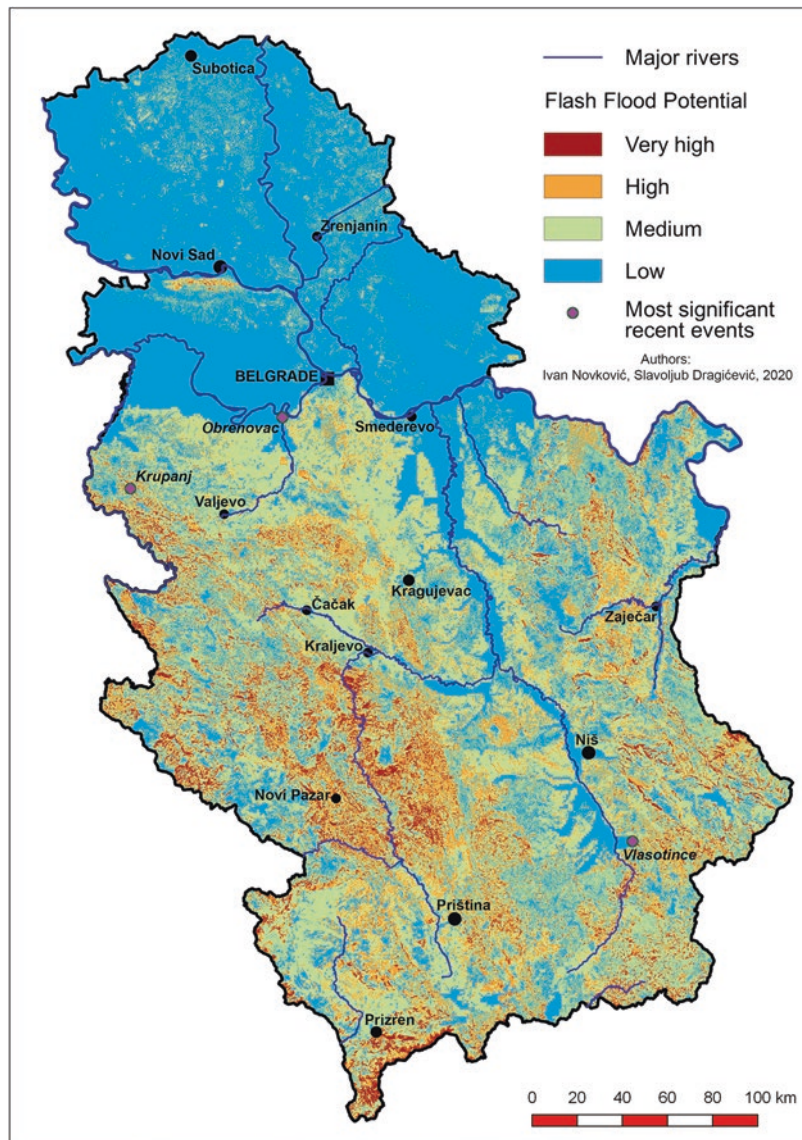 Subotica
Zrenjanin
Novi Sad
BELGRADE
Obrenovac
Smederevo
Krupanj
Valjevo
Kragujevac
Čačak
Zaječar
Kraljevo
Niš
Novi Pazar
Vlasotince
Priština
Prizren
Major rivers
Flash Flood Potential
Very high
High
Medium
Low
Most significant
recent events
Authors:
Ivan Novković, Slavoljub Dragićević, 2020
0 20 40 60 80 100 km